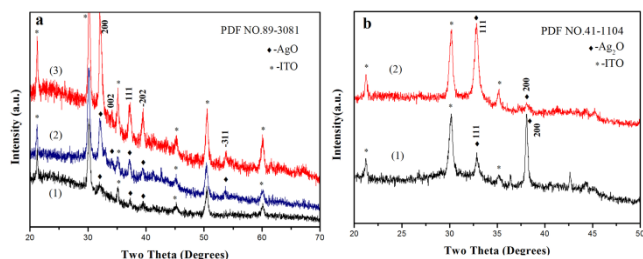 a
PDF NO.89-3081
♦-AgO
*-ITO
200
002
111
-202
-311
(3)
(2)
(1)
Intensity (a.u.)
20 30 40 50 60 70
Two Theta (Degrees)
b
PDF NO.41-1104
♦-Ag2O
*-ITO
111
200
(2)
111
200
(1)
Intensity(a.u.)
20 25 30 35 40 45 50
Two Theta (Degrees)